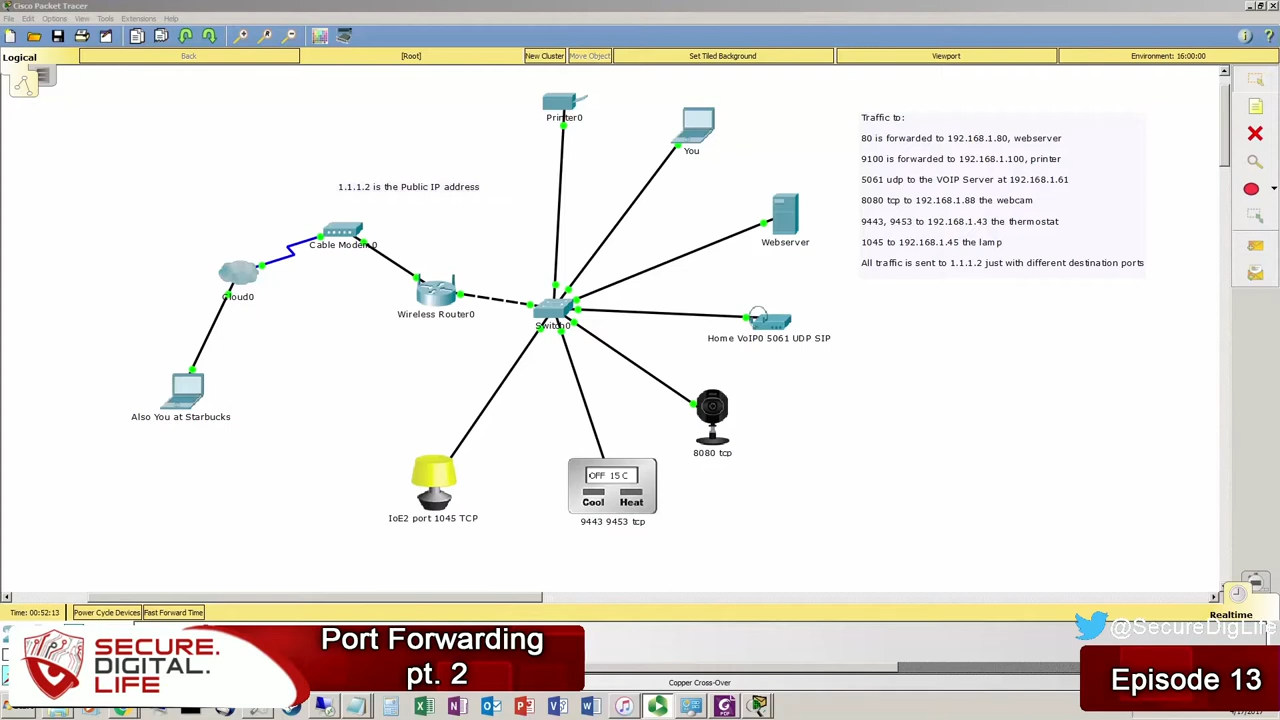 Cisco Packet Tracer
File Edit Options View Tools Extensions Help
Logical
Back
[Root]
New Cluster
Move Object
Set Tiled Background
Viewport
Environment: 16:00:00
Printer0
You
Traffic to:
80 is forwarded to 192.168.1.80, webserver
9100 is forwarded to 192.168.1.100, printer
5061 udp to the VOIP Server at 192.168.1.61
8080 tcp to 192.168.1.88 the webcam
9443, 9453 to 192.168.1.43 the thermostat
1045 to 192.168.1.45 the lamp
All traffic is sent to 1.1.1.2 just with different destination ports
1.1.1.2 is the Public IP address
Cable Modem0
Webserver
Cloud0
Wireless Router0
Switch0
Home VoIP0 5061 UDP SIP
Also You at Starbucks
8080 tcp
OFF 15C
Cool Heat
IoE2 port 1045 TCP
9443 9453 tcp
Time: 00:52:13
Power Cycle Devices
Fast Forward Time
Realtime
SECURE.
DIGITAL.
LIFE
Port Forwarding
pt. 2
@SecureDigLife
Episode 13
Copper Cross-Over